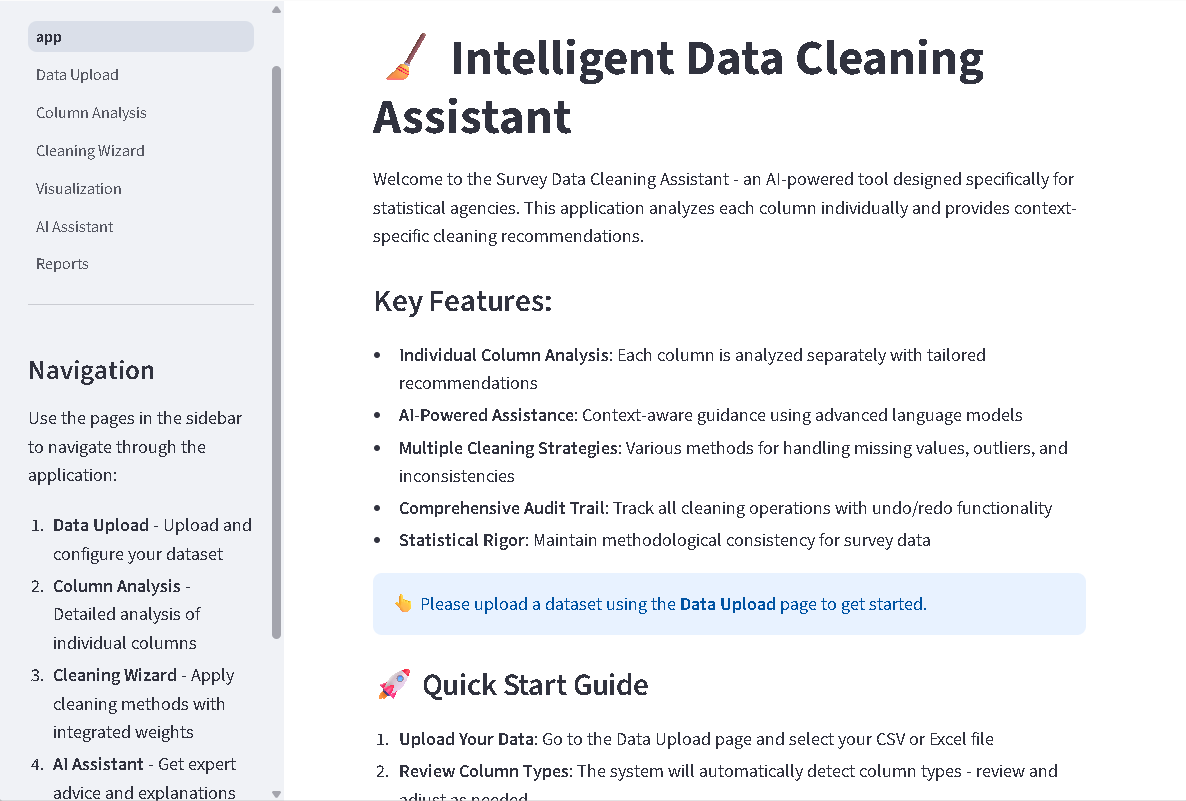 app
Data Upload
Column Analysis
Cleaning Wizard
Visualization
AI Assistant
Reports
Navigation
Use the pages in the sidebar
to navigate through the
application:
1. Data Upload - Upload and
configure your dataset
2. Column Analysis -
Detailed analysis of
individual columns
3. Cleaning Wizard - Apply
cleaning methods with
integrated weights
4. AI Assistant - Get expert
advice and explanations
Intelligent Data Cleaning
Assistant
Welcome to the Survey Data Cleaning Assistant - an AI-powered tool designed specifically for
statistical agencies. This application analyzes each column individually and provides context-
specific cleaning recommendations.
Key Features:
• Individual Column Analysis: Each column is analyzed separately with tailored
recommendations
• AI-Powered Assistance: Context-aware guidance using advanced language models
• Multiple Cleaning Strategies: Various methods for handling missing values, outliers, and
inconsistencies
• Comprehensive Audit Trail: Track all cleaning operations with undo/redo functionality
• Statistical Rigor: Maintain methodological consistency for survey data
Please upload a dataset using the Data Upload page to get started.
Quick Start Guide
1. Upload Your Data: Go to the Data Upload page and select your CSV or Excel file
2. Review Column Types: The system will automatically detect column types - review and
adjust as needed